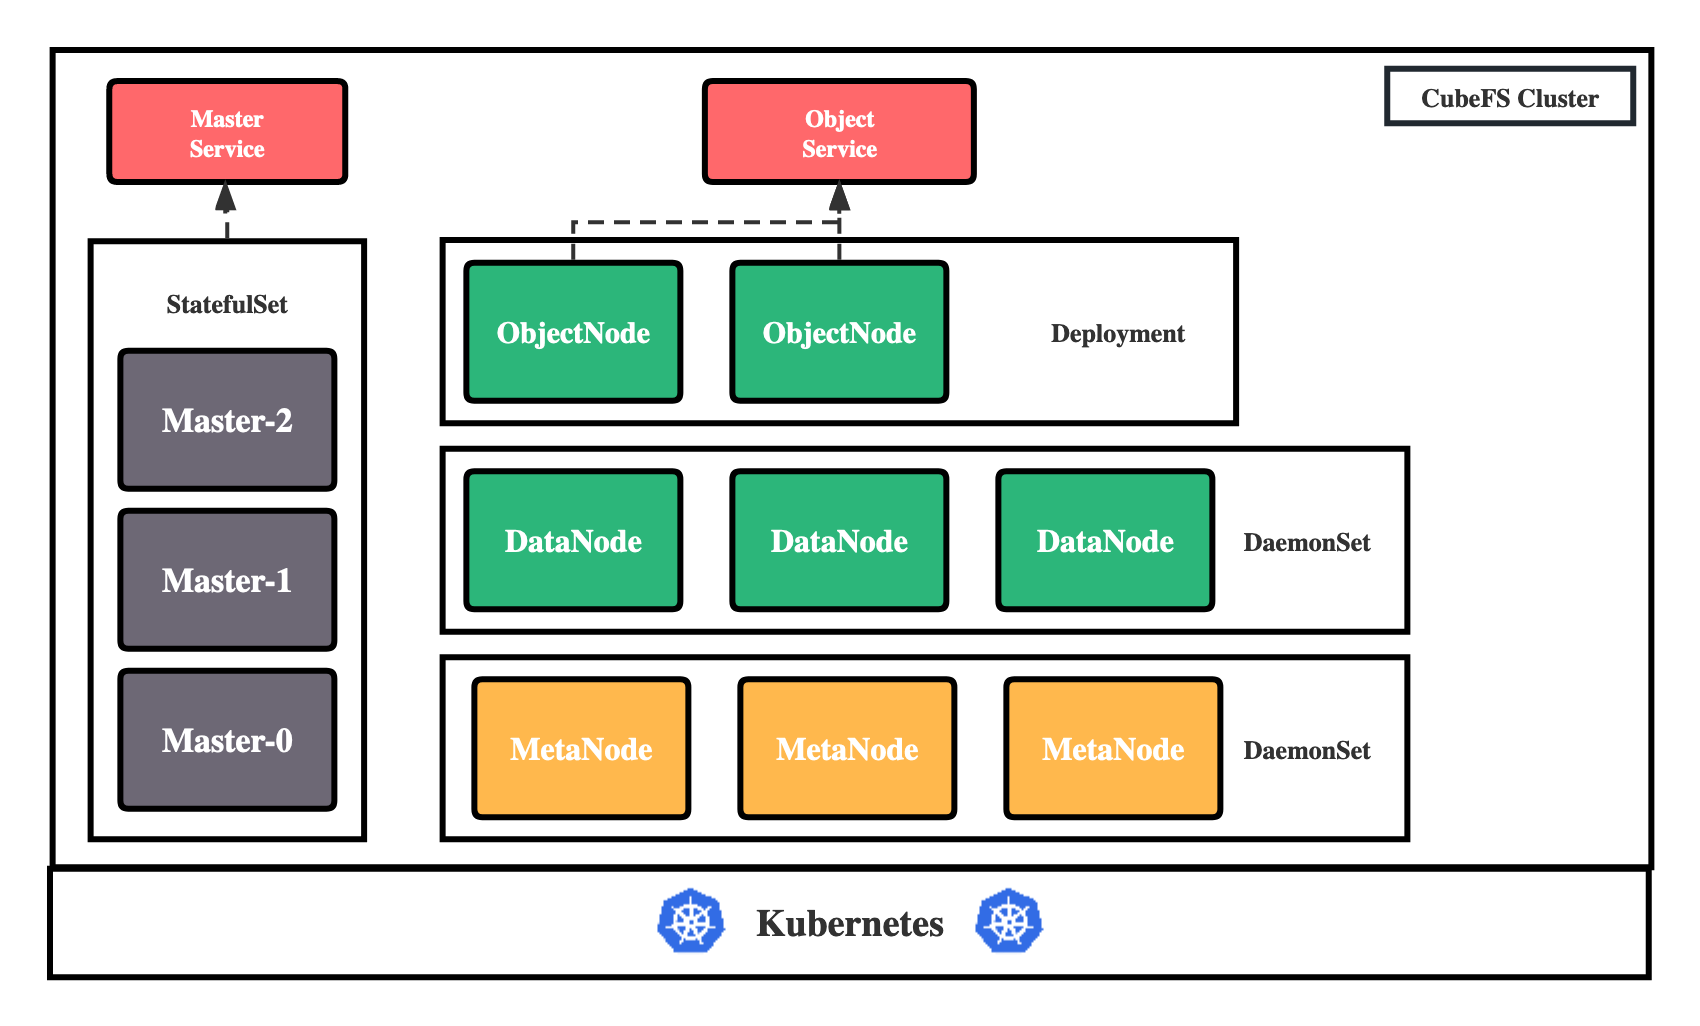 CubeFS Cluster
Master
Service
Object
Service
StatefulSet
Master-2
Master-1
Master-0
ObjectNode
ObjectNode
Deployment
DataNode
DataNode
DataNode
DaemonSet
MetaNode
MetaNode
MetaNode
DaemonSet
Kubernetes